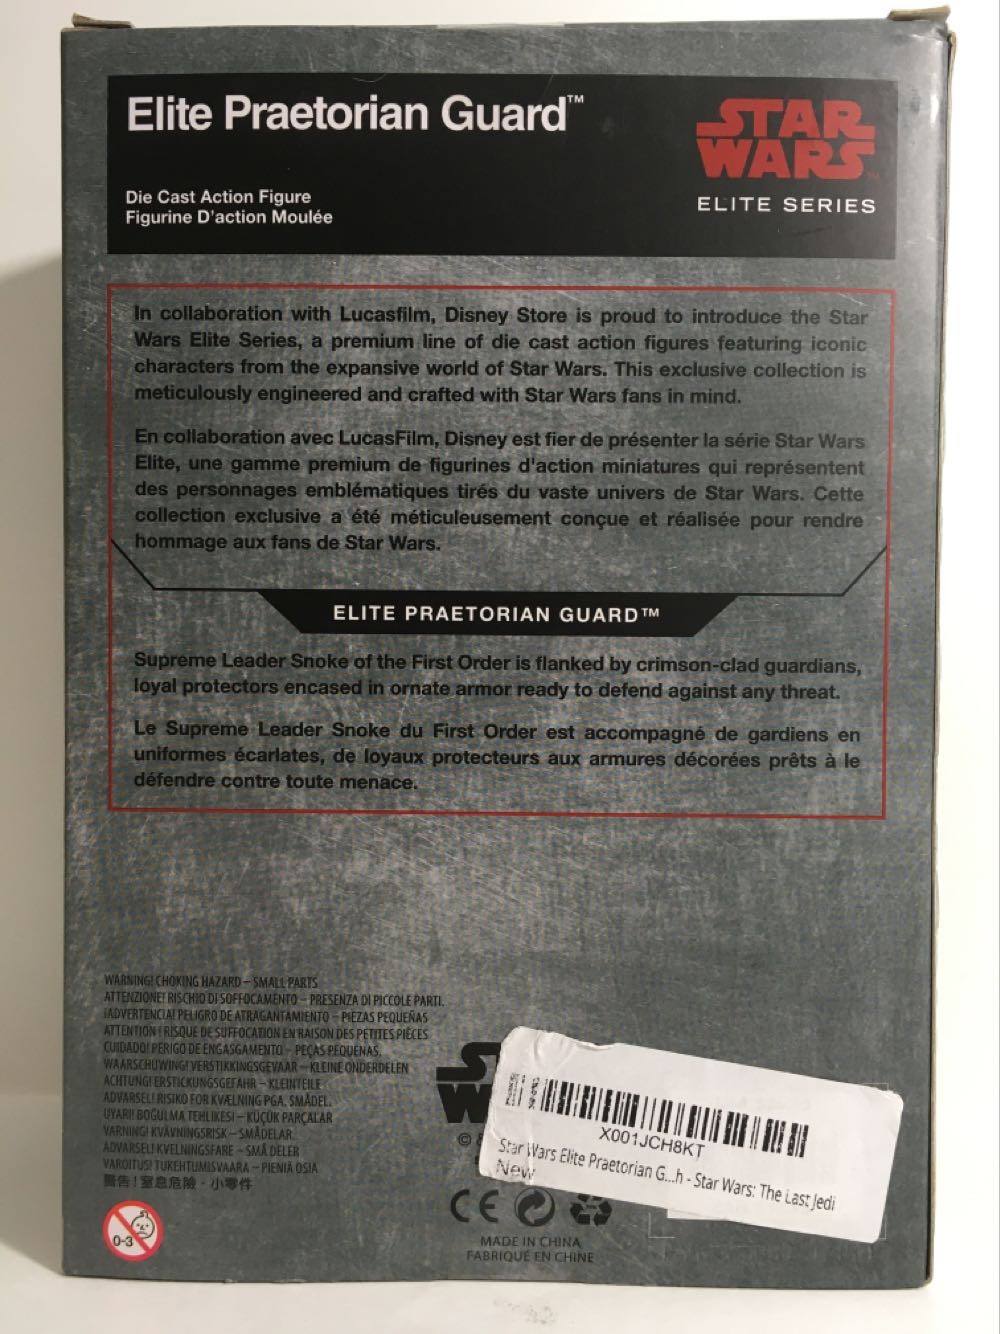 Elite Praetorian Guard™
STAR
WARS™
ELITE SERIES
Die Cast Action Figure
Figurine D'action Moulée
In collaboration with Lucasfilm, Disney Store is proud to introduce the Star
Wars Elite Series, a premium line of die cast action figures featuring iconic
characters from the expansive world of Star Wars. This exclusive collection is
meticulously engineered and crafted with Star Wars fans in mind.
En collaboration avec LucasFilm, Disney est fier de présenter la série Star Wars
Elite, une gamme premium de figurines d'action miniatures qui représentent
des personnages emblématiques tirés du vaste univers de Star Wars. Cette
collection exclusive a été méticuleusement conçue et réalisée pour rendre
hommage aux fans de Star Wars.
ELITE PRAETORIAN GUARD™
Supreme Leader Snoke of the First Order is flanked by crimson-clad guardians,
loyal protectors encased in ornate armor ready to defend against any threat.
Le Supreme Leader Snoke du First Order est accompagné de gardiens en
uniformes écarlates, de loyaux protecteurs aux armures décorées prêts à le
défendre contre toute menace.
WARNING! CHOKING HAZARD – SMALL PARTS
ATTENZIONE! RISCHIO DI SOFFOCAMENTO – PRESENZA DI PICCOLE PARTI.
¡ADVERTENCIA! PELIGRO DE ATRAGANTAMIENTO – PIEZAS PEQUEÑAS
ATTENTION ! RISQUE DE SUFFOCATION EN RAISON DES PETITES PIÈCES
CUIDADO! PERIGO DE ENGASGAMENTO – PEÇAS PEQUENAS.
WAARSCHUWING! VERSTIKKINGSGEVAAR – KLEINE ONDERDELEN
ACHTUNG! ERSTICKUNGSGEFAHR – KLEINTEILE
ADVARSEL! RISIKO FOR KVÆLNING PGA. SMÅDEL.
UYARI! BOĞULMA TEHLIKESI – KÜÇÜK PARÇALAR
VARNING! KVÄVNINGSRISK – SMÅDELAR.
ADVARSEL! KVELNINGSFARE – SMÅ DELER
VAROITUS! TUKEHTUMISVAARA – PIENIÄ OSIA
警告！窒息危險 · 小零件
0-3
©
X001JCH8KT
Star Wars Elite Praetorian G...h - Star Wars: The Last Jedi
New
CE
MADE IN CHINA
FABRIQUÉ EN CHINE